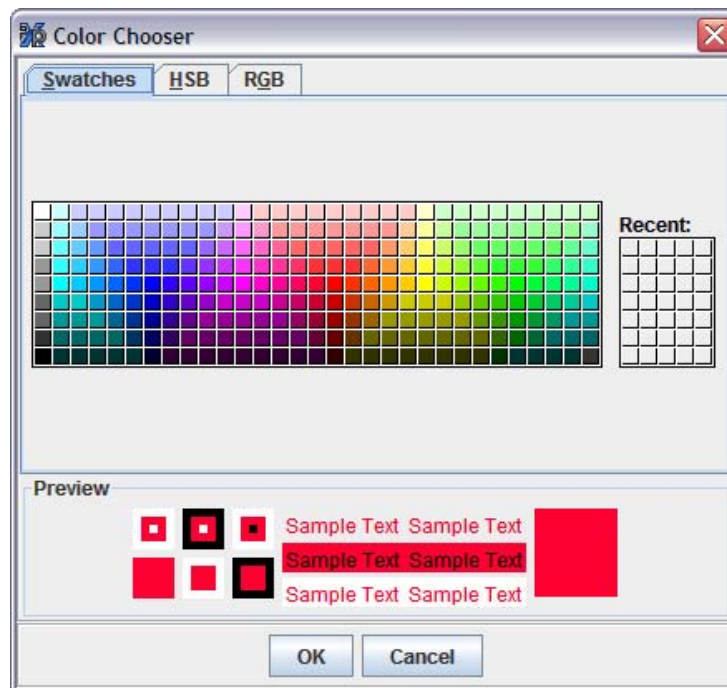 Color Chooser
Swatches HSB RGB
Recent:
Preview
Sample Text Sample Text
Sample Text Sample Text
Sample Text Sample Text
OK Cancel